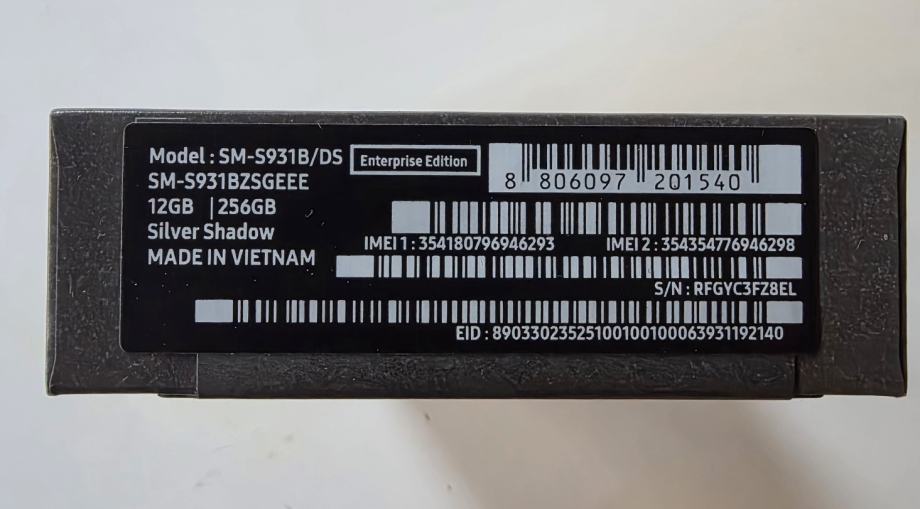 Model : SM-S931B/DS Enterprise Edition
SM-S931BZSGEEE
12GB | 256GB
Silver Shadow
MADE IN VIETNAM
8 806097 201540
IMEI 1 : 354180796946293 IMEI 2 : 354354776946298
S/N : RFGYC3FZ8EL
EID : 89033023525100100100063931192140